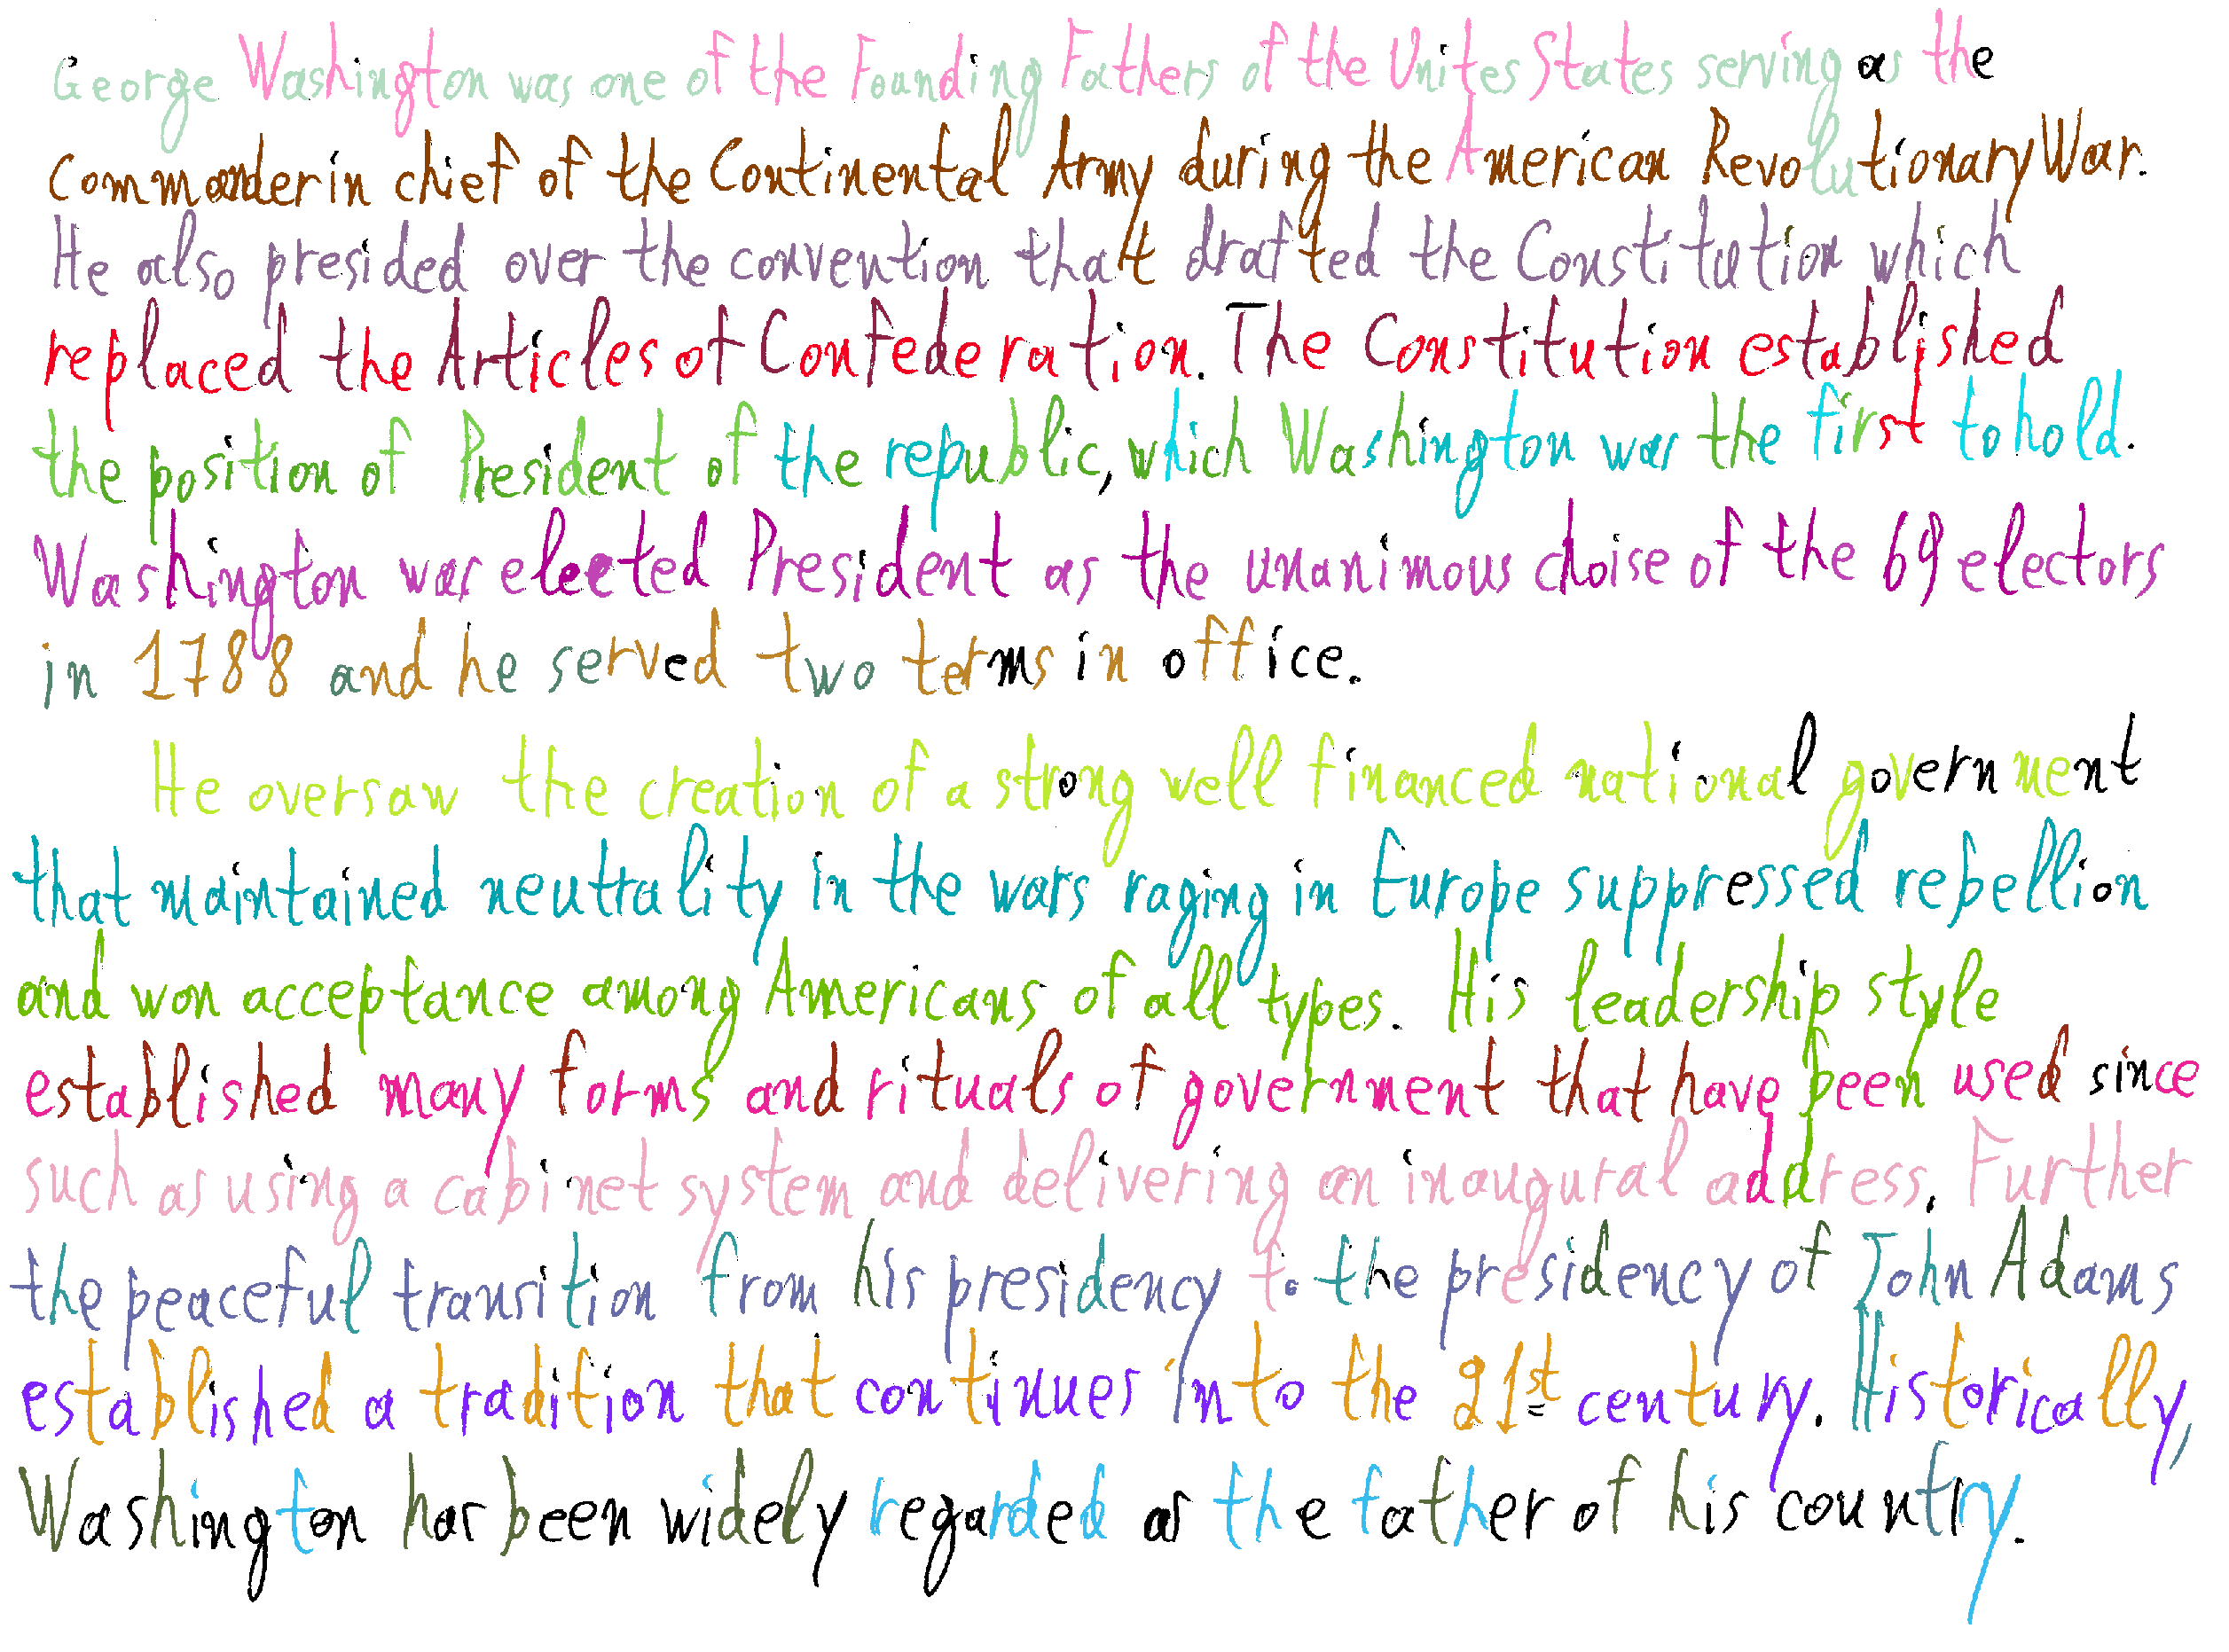 George Washington was one of the Founding Fathers of the Unites States serving as the
Commander in chief of the Continental Army during the American Revolutionary War.
He also presided over the convention that drafted the Constitution which
replaced the Articles of Confederation. The Constitution established
the position of President of the republic, which Washington was the first to hold.
Washington was elected President as the unanimous choise of the 69 electors
in 1788 and he served two terms in office.
He oversaw the creation of a strong well financed national government
that maintained neutrality in the wars raging in Europe suppressed rebellion
and won acceptance among Americans of all types. His leadership style
established many forms and rituals of government that have been used since
such as using a cabinet system and delivering an inaugural address. Further
the peaceful transition from his presidency to the presidency of John Adams
established a tradition that continues into the 21st century. Historically,
Washington has been widely regarded as the father of his country.